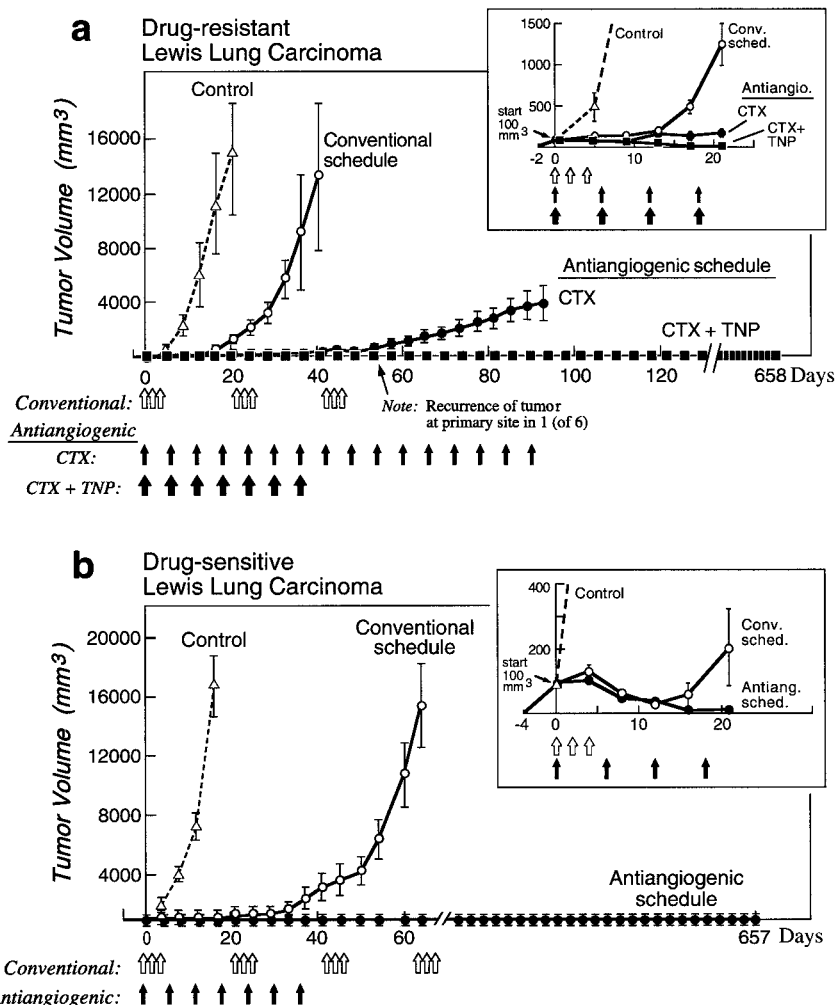 a
Drug-resistant
Lewis Lung Carcinoma
Tumor Volume (mm3)
16000
12000
8000
4000
Control
Conventional
schedule
Antiangiogenic schedule
CTX
CTX + TNP
0 20 40 60 80 100 120 658 Days
Conventional:
Note: Recurrence of tumor
at primary site in 1 (of 6)
Antiangiogenic
CTX:
CTX + TNP:
1500
1000
500
Control
Conv.
sched.
Antiangio.
CTX
CTX+
TNP
start
100
mm3
-2 0 10 20
b
Drug-sensitive
Lewis Lung Carcinoma
Tumor Volume (mm3)
20000
16000
12000
8000
4000
Control
Conventional
schedule
Antiangiogenic
schedule
0 20 40 60 657 Days
Conventional:
ntiangiogenic:
400
200
Control
Conv.
sched.
Antiang.
sched.
start
100
mm3
-4 0 10 20